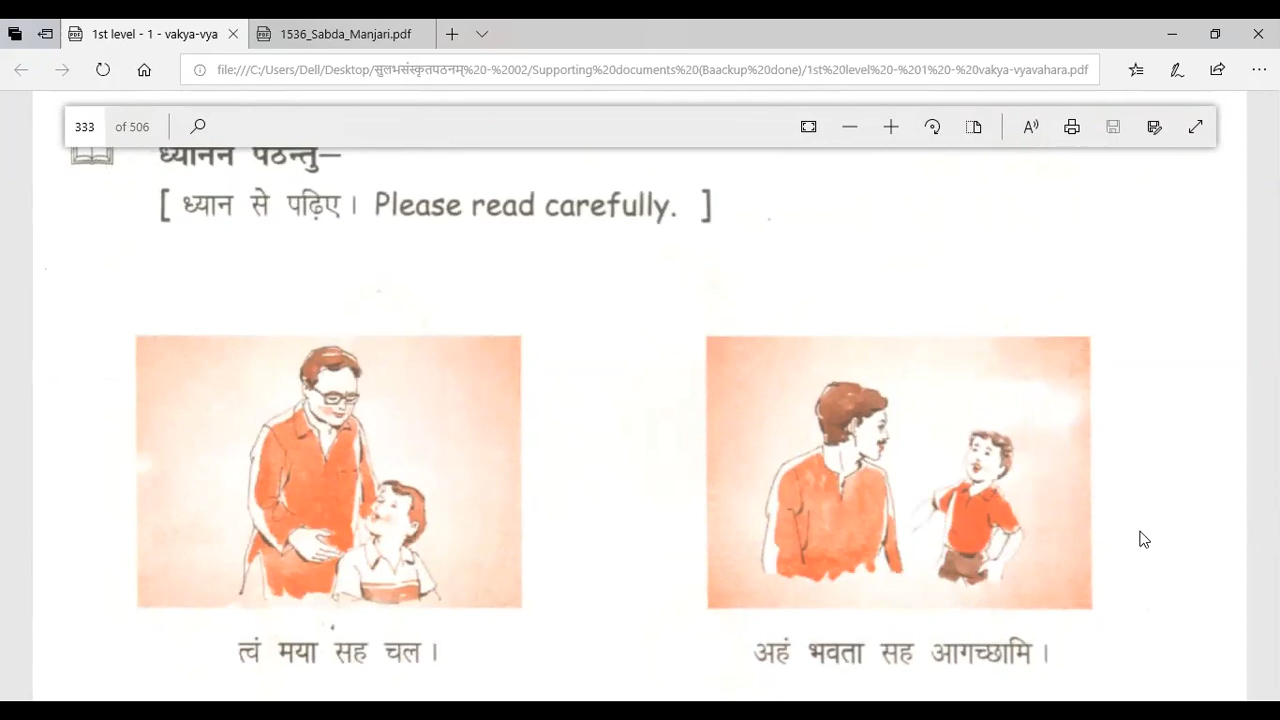 1st level - 1 - vakya-vya
1536_Sabda_Manjari.pdf
file:///C:/Users/Dell/Desktop/सुलभसंस्कृतपठनम्%20-%2002/Supporting%20documents%20(Baackup%20done)/1st%20level%20-%201%20-%20vakya-vyavahara.pdf
333 of 506
ध्यानेन पठन्तु—
[ ध्यान से पढ़िए। Please read carefully. ]
त्वं मया सह चल।
अहं भवता सह आगच्छामि।